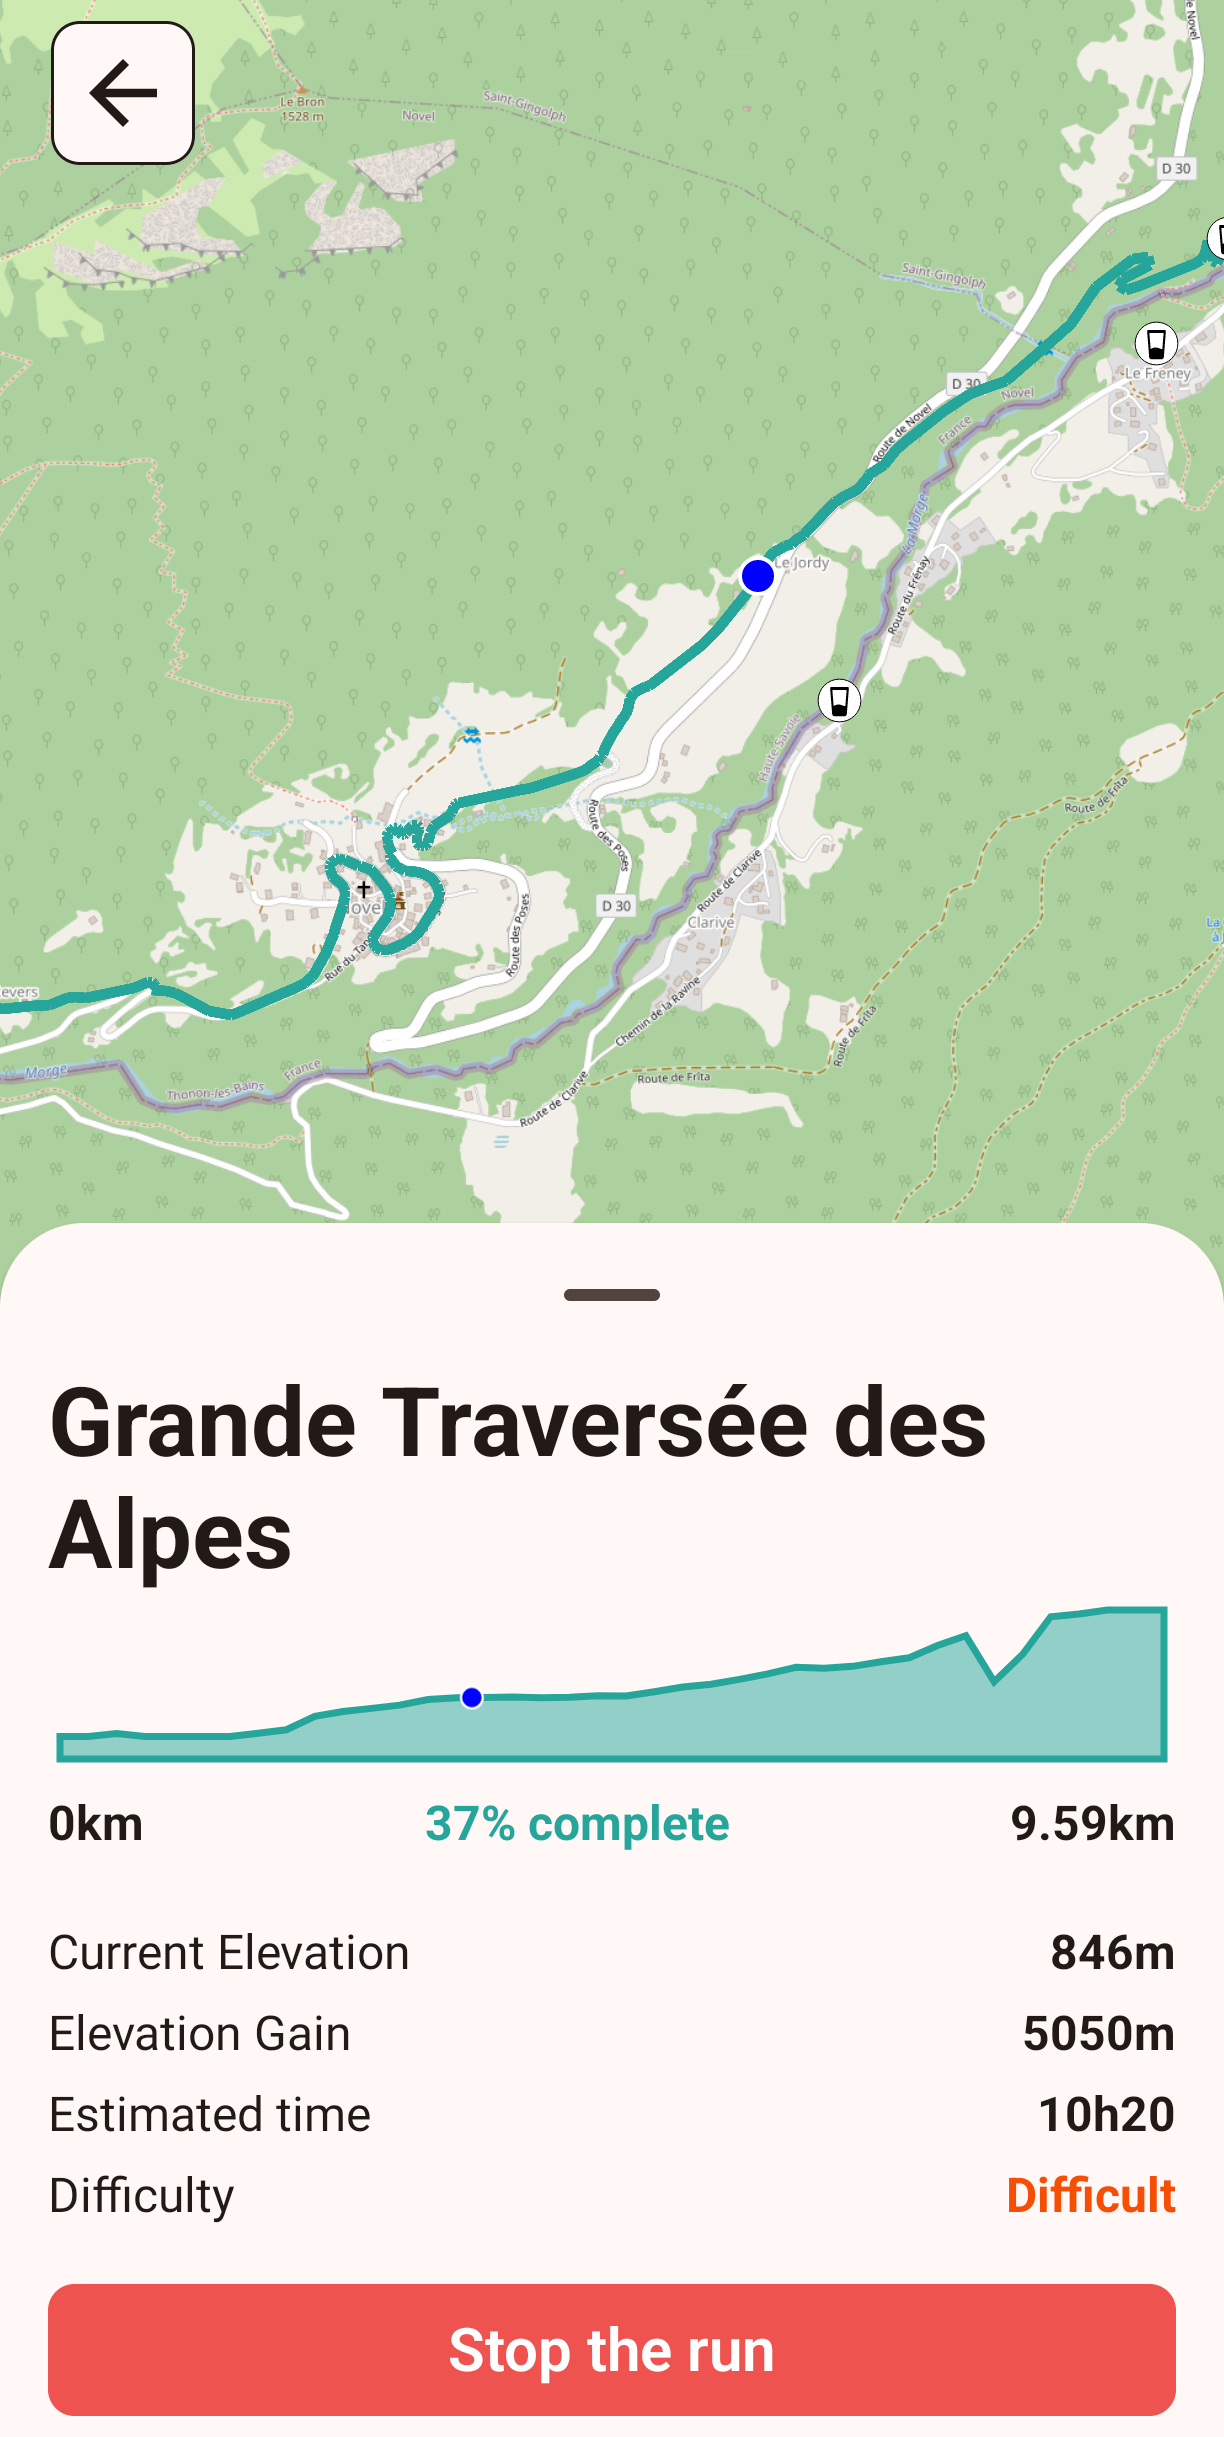 de Novel
Le Bron
1528 m
Novel
Saint-Gingolph
D 30
Saint-Gingolph
Le Freney
D 30
Novel
Route de Novel
France
La Morge
Le Jordy
Route du Frénay
Haute-Savoie
Route de Frita
Route des Poses
Route de Clarive
D 30
Clarive
Route des Poses
Rue du
evers
Chemin de la Ravine
Route de Frita
La
à
Morge
France
Thonon-les-Bains
Route de Frita
Route de Clarive
Grande Traversée des
Alpes
0km 37% complete 9.59km
Current Elevation 846m
Elevation Gain 5050m
Estimated time 10h20
Difficulty Difficult
Stop the run